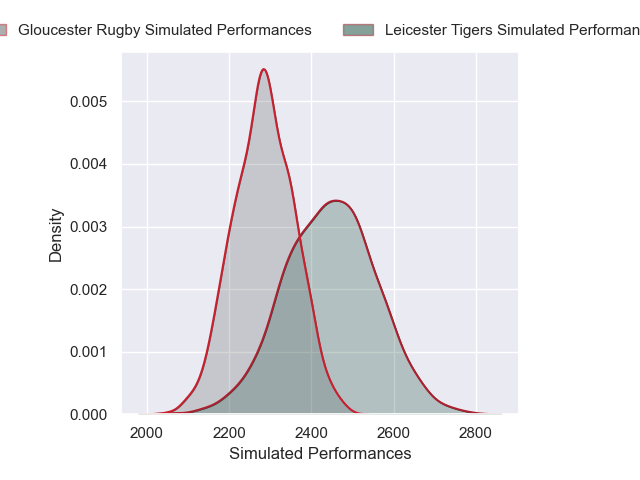 Gloucester Rugby Simulated Performances
Leicester Tigers Simulated Performan
0.005
0.004
0.003
0.002
0.001
0.000
Density
2000 2200 2400 2600 2800
Simulated Performances